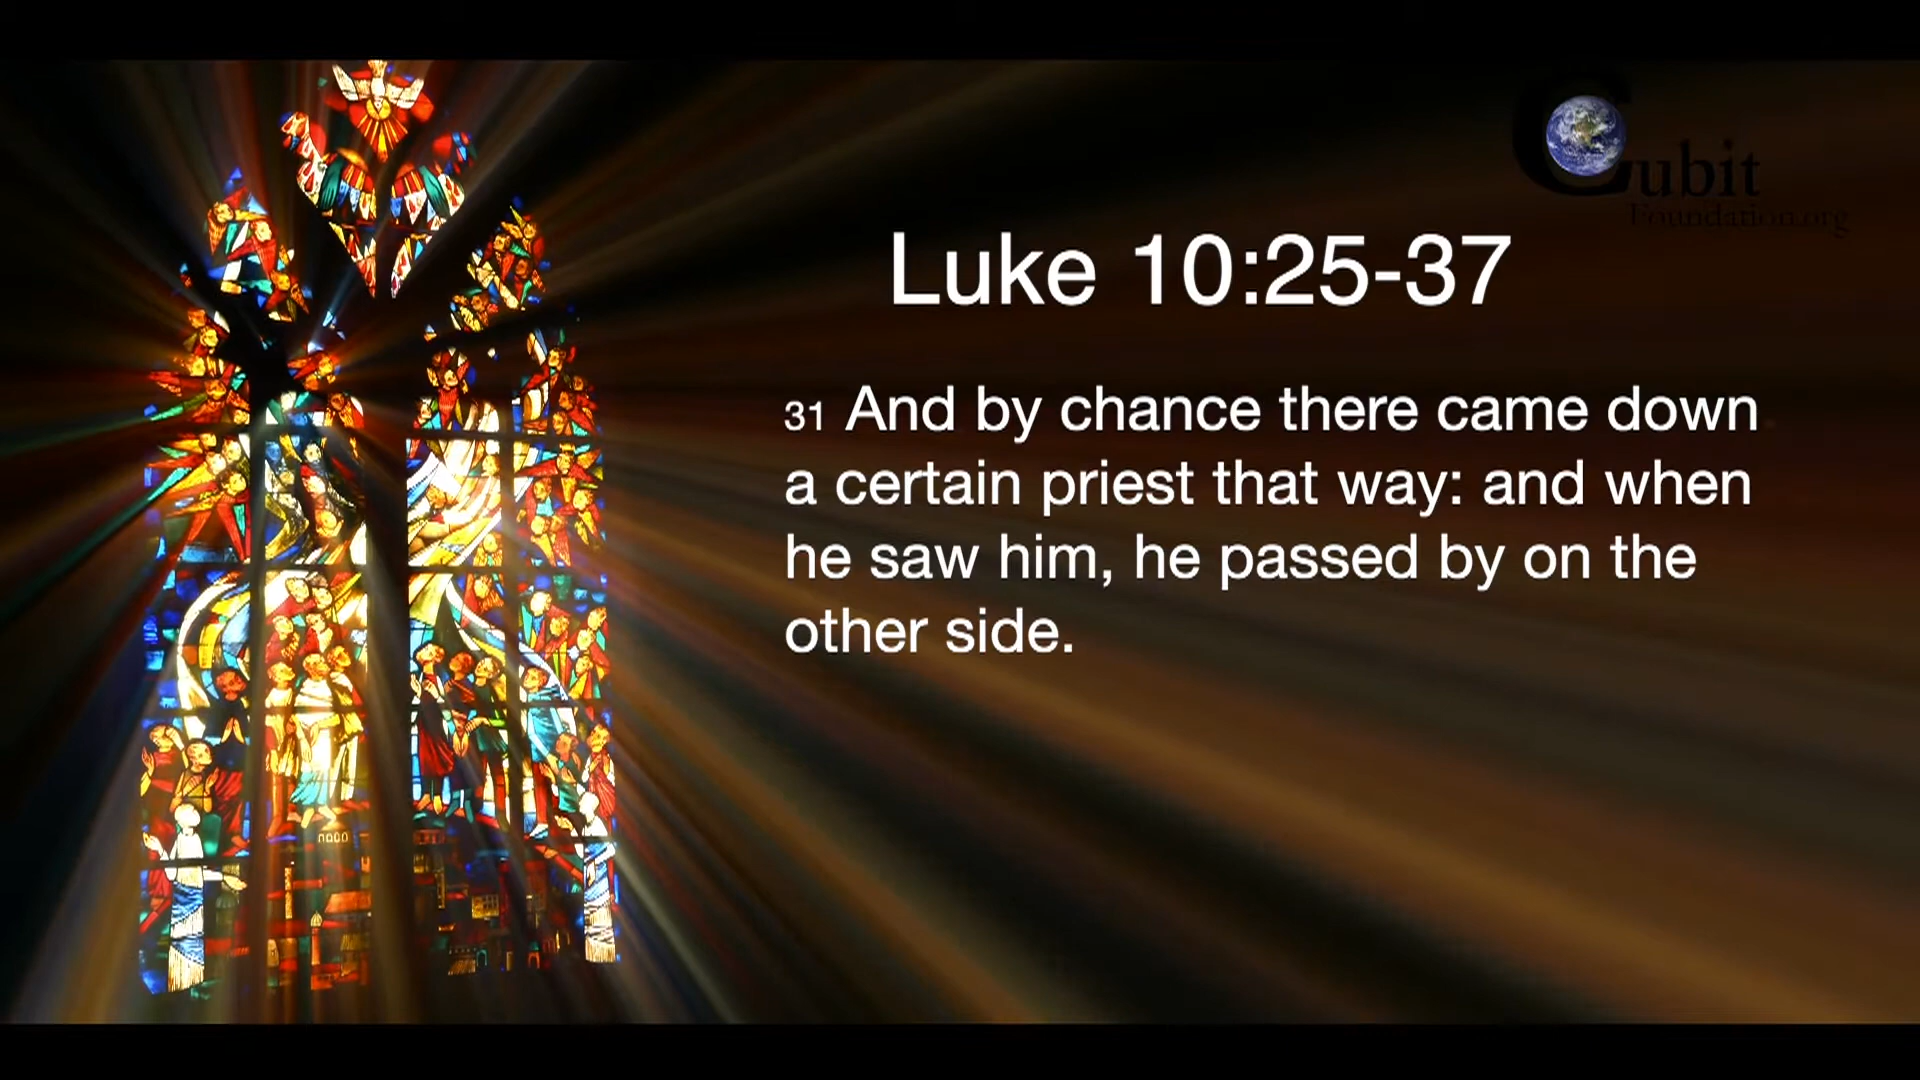 Cubit
Foundation.org
Luke 10:25-37
31 And by chance there came down
a certain priest that way: and when
he saw him, he passed by on the
other side.